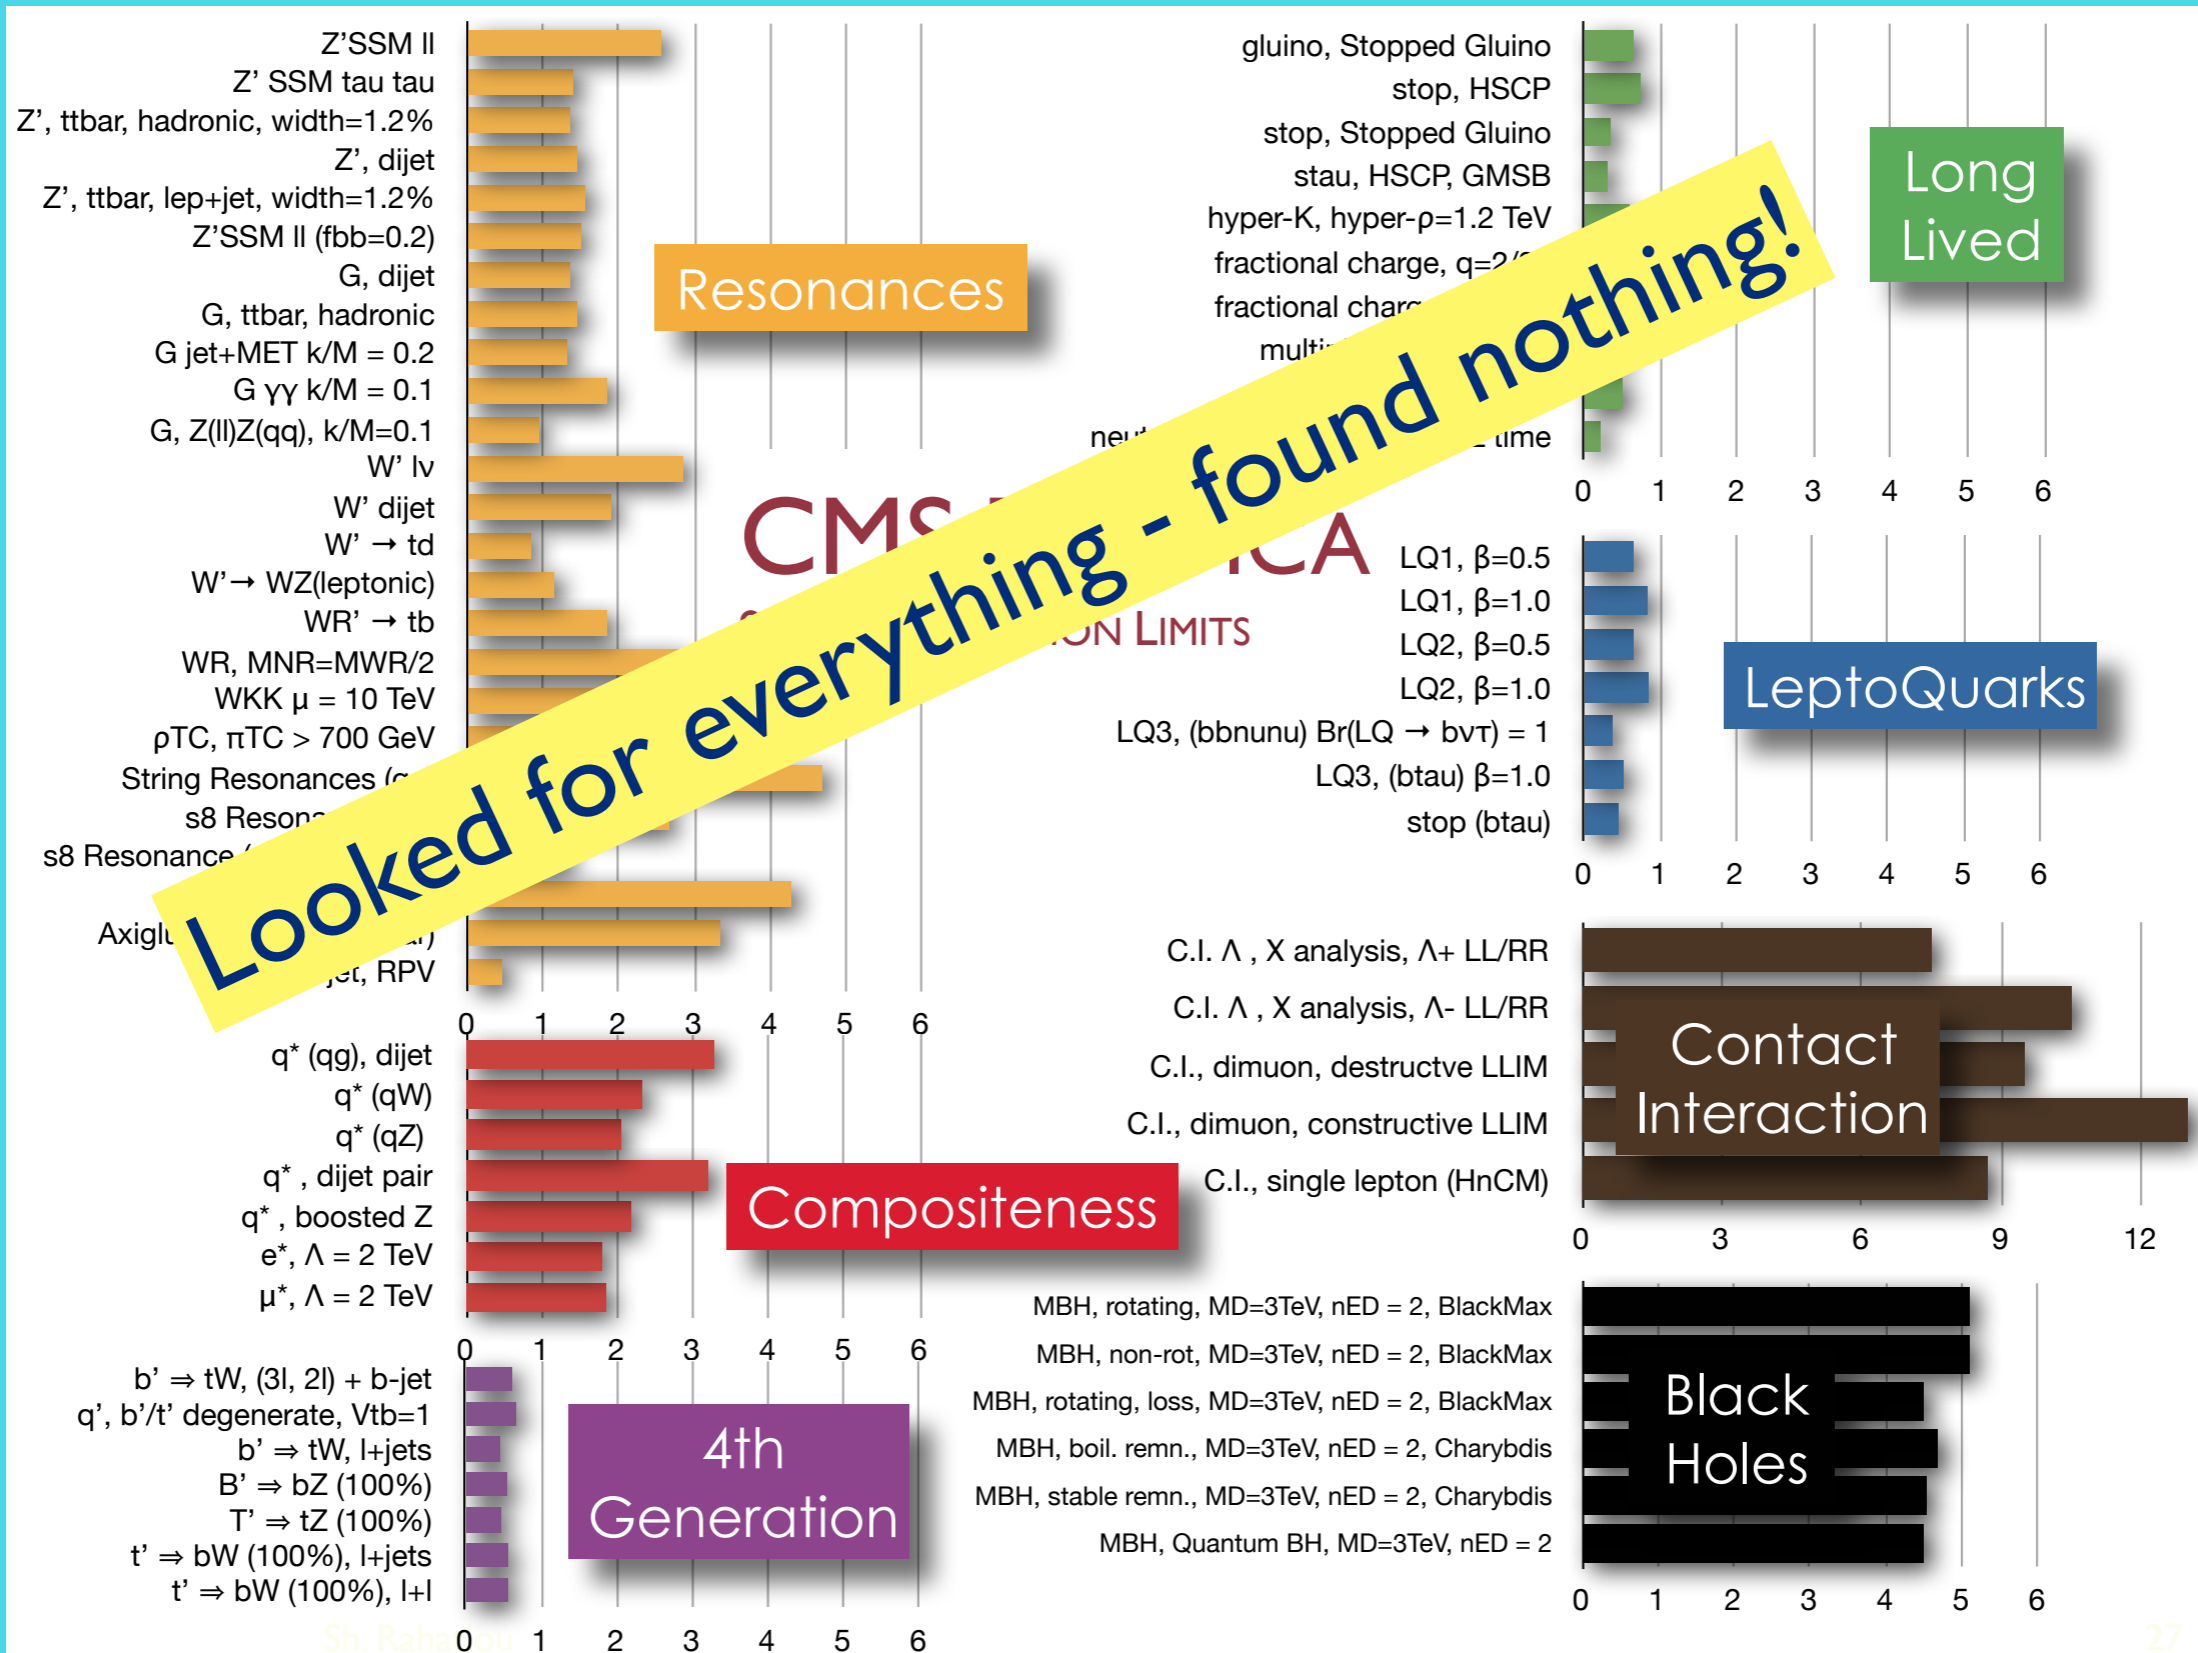 Z'SSM ll
Z' SSM tau tau
Z', ttbar, hadronic, width=1.2%
Z', dijet
Z', ttbar, lep+jet, width=1.2%
Z'SSM ll (fbb=0.2)
G, dijet
G, ttbar, hadronic
G jet+MET k/M = 0.2
G γγ k/M = 0.1
G, Z(ll)Z(qq), k/M=0.1
W' lν
W' dijet
W' → td
W'→ WZ(leptonic)
WR' → tb
WR, MNR=MWR/2
WKK μ = 10 TeV
ρTC, πTC > 700 GeV
String Resonances
s8
s8 Resonance
jet, RPV
0 1 2 3 4 5 6
Resonances
q* (qg), dijet
q* (qW)
q* (qZ)
q* , dijet pair
q* , boosted Z
e*, Λ = 2 TeV
μ*, Λ = 2 TeV
0 1 2 3 4 5 6
Compositeness
b' ⇒ tW, (3l, 2l) + b-jet
q', b'/t' degenerate, Vtb=1
b' ⇒ tW, l+jets
B' ⇒ bZ (100%)
T' ⇒ tZ (100%)
t' ⇒ bW (100%), l+jets
t' ⇒ bW (100%), l+l
0 1 2 3 4 5 6
4th
Generation
CMS
LIMITS
Looked for everything - found nothing!
gluino, Stopped Gluino
stop, HSCP
stop, Stopped Gluino
stau, HSCP, GMSB
hyper-K, hyper-ρ=1.2 TeV
fractional charge,
fractional
time
0 1 2 3 4 5 6
Long
Lived
LQ1, β=0.5
LQ1, β=1.0
LQ2, β=0.5
LQ2, β=1.0
LQ3, (bbnunu) Br(LQ → bντ) = 1
LQ3, (btau) β=1.0
stop (btau)
0 1 2 3 4 5 6
LeptoQuarks
C.I. Λ , X analysis, Λ+ LL/RR
C.I. Λ , X analysis, Λ- LL/RR
C.I., dimuon, destructve LLIM
C.I., dimuon, constructive LLIM
C.I., single lepton (HnCM)
0 3 6 9 12
Contact
Interaction
MBH, rotating, MD=3TeV, nED = 2, BlackMax
MBH, non-rot, MD=3TeV, nED = 2, BlackMax
MBH, rotating, loss, MD=3TeV, nED = 2, BlackMax
MBH, boil. remn., MD=3TeV, nED = 2, Charybdis
MBH, stable remn., MD=3TeV, nED = 2, Charybdis
MBH, Quantum BH, MD=3TeV, nED = 2
0 1 2 3 4 5 6
Black
Holes
27